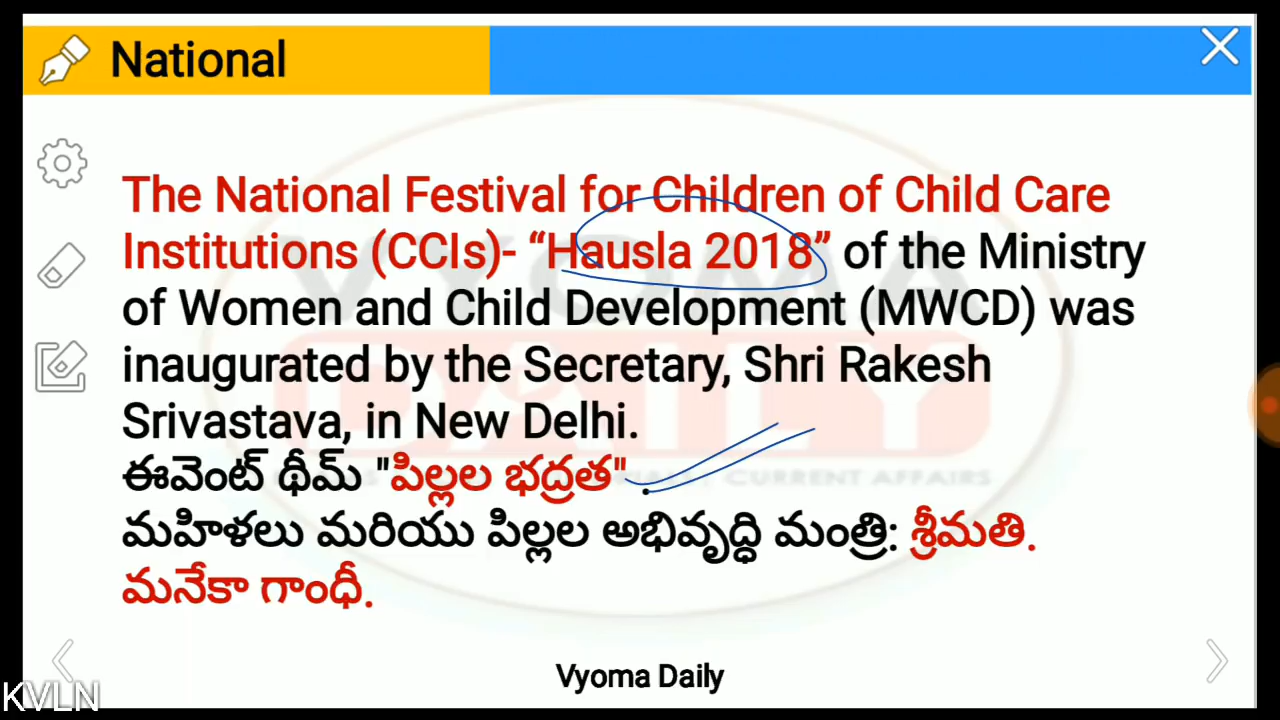 National
The National Festival for Children of Child Care
Institutions (CCIs)- “Hausla 2018” of the Ministry
of Women and Child Development (MWCD) was
inaugurated by the Secretary, Shri Rakesh
Srivastava, in New Delhi.
ఈవెంట్ థీమ్ "పిల్లల భద్రత" .
మహిళలు మరియు పిల్లల అభివృద్ధి మంత్రి: శ్రీమతి.
మనేకా గాంధీ.
Vyoma Daily
KVLN